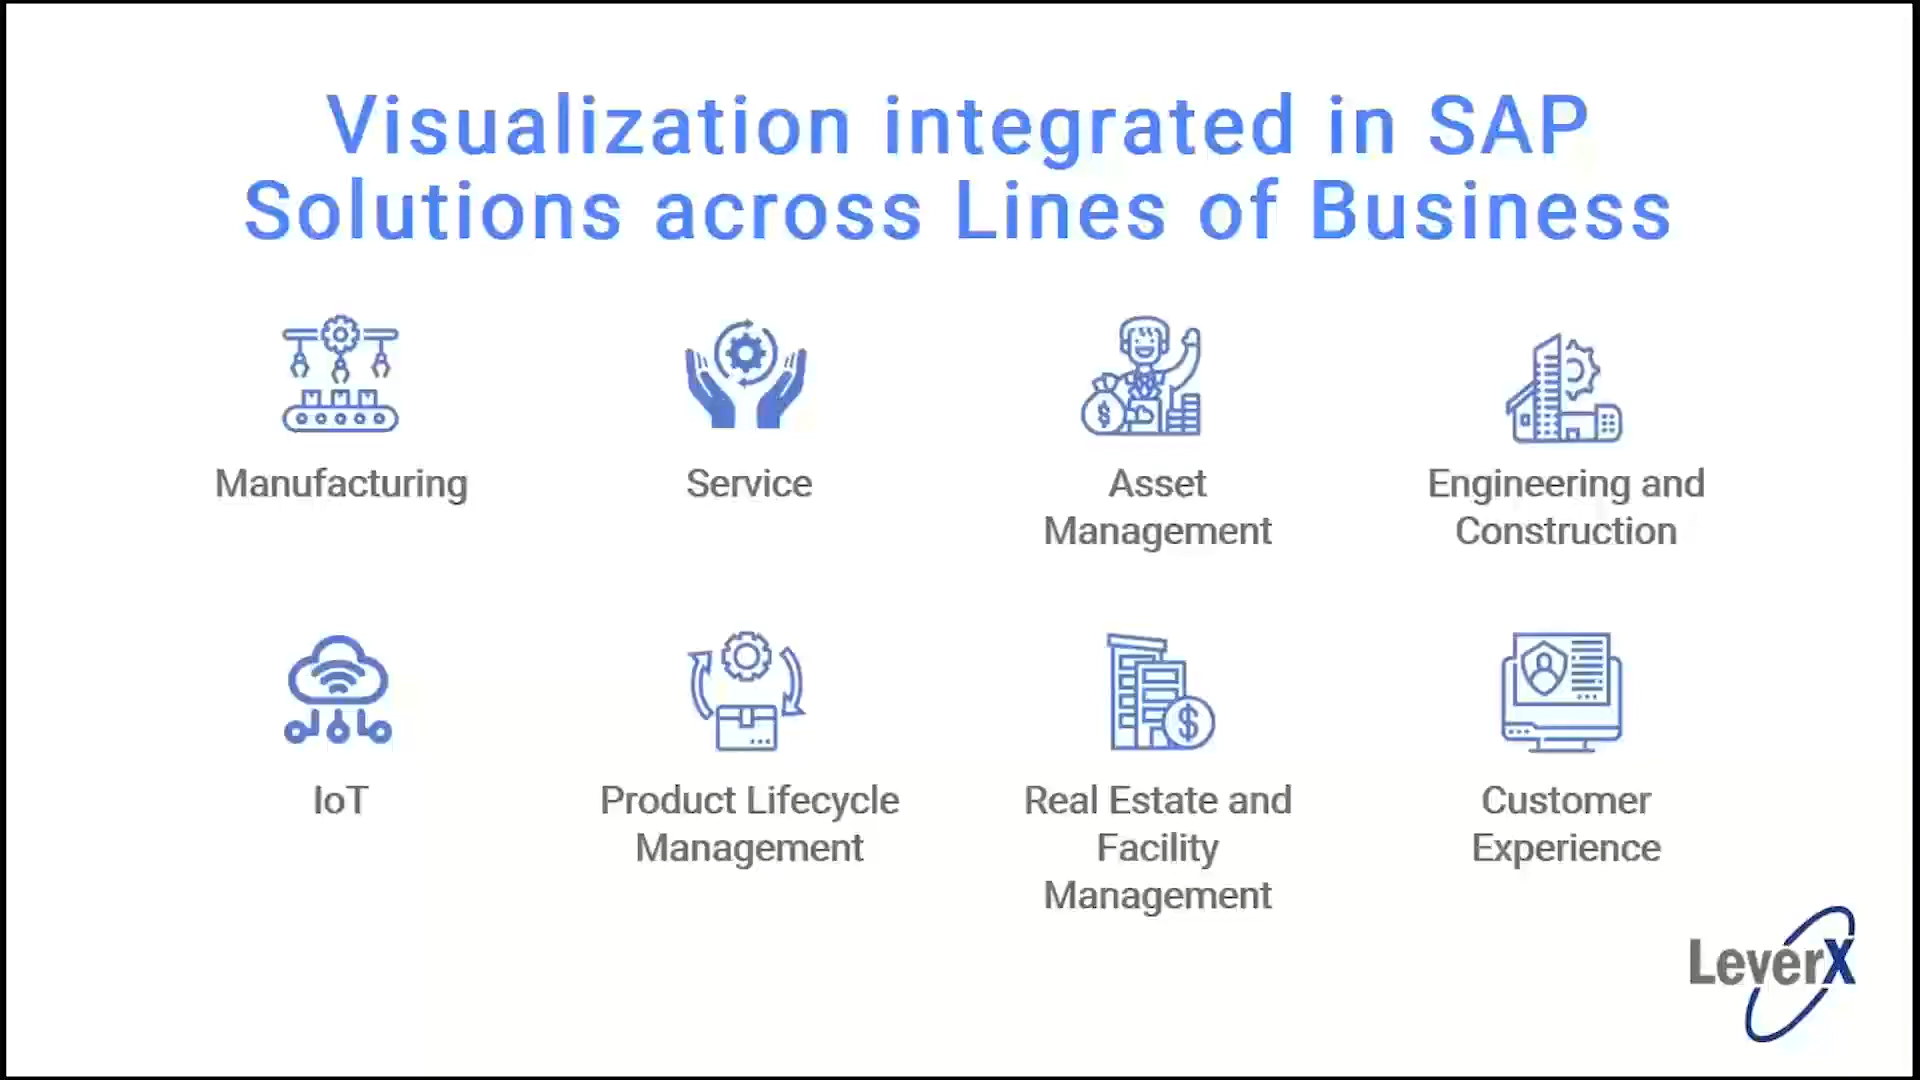 Visualization integrated in SAP
Solutions across Lines of Business
Manufacturing
Service
Asset
Management
Engineering and
Construction
IoT
Product Lifecycle
Management
Real Estate and
Facility
Management
Customer
Experience
LeverX